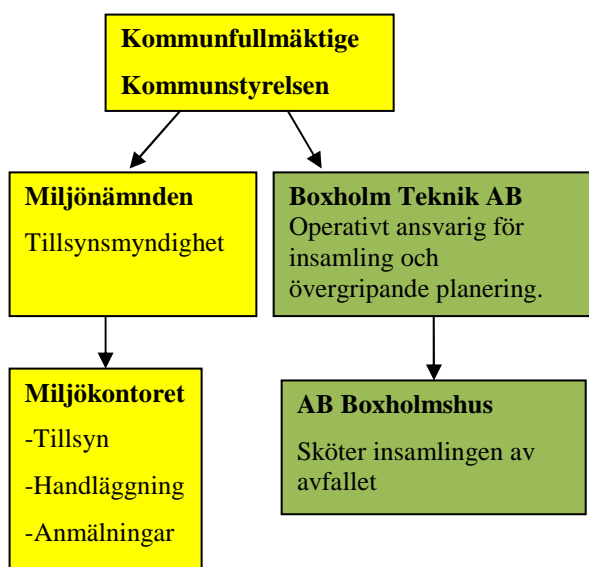 Kommunfullmäktige
Kommunstyrelsen
Miljönämnden
Tillsynsmyndighet
Boxholm Teknik AB
Operativt ansvarig för
insamling och
övergripande planering.
Miljökontoret
-Tillsyn
-Handläggning
-Anmälningar
AB Boxholmshus
Sköter insamlingen av
avfallet